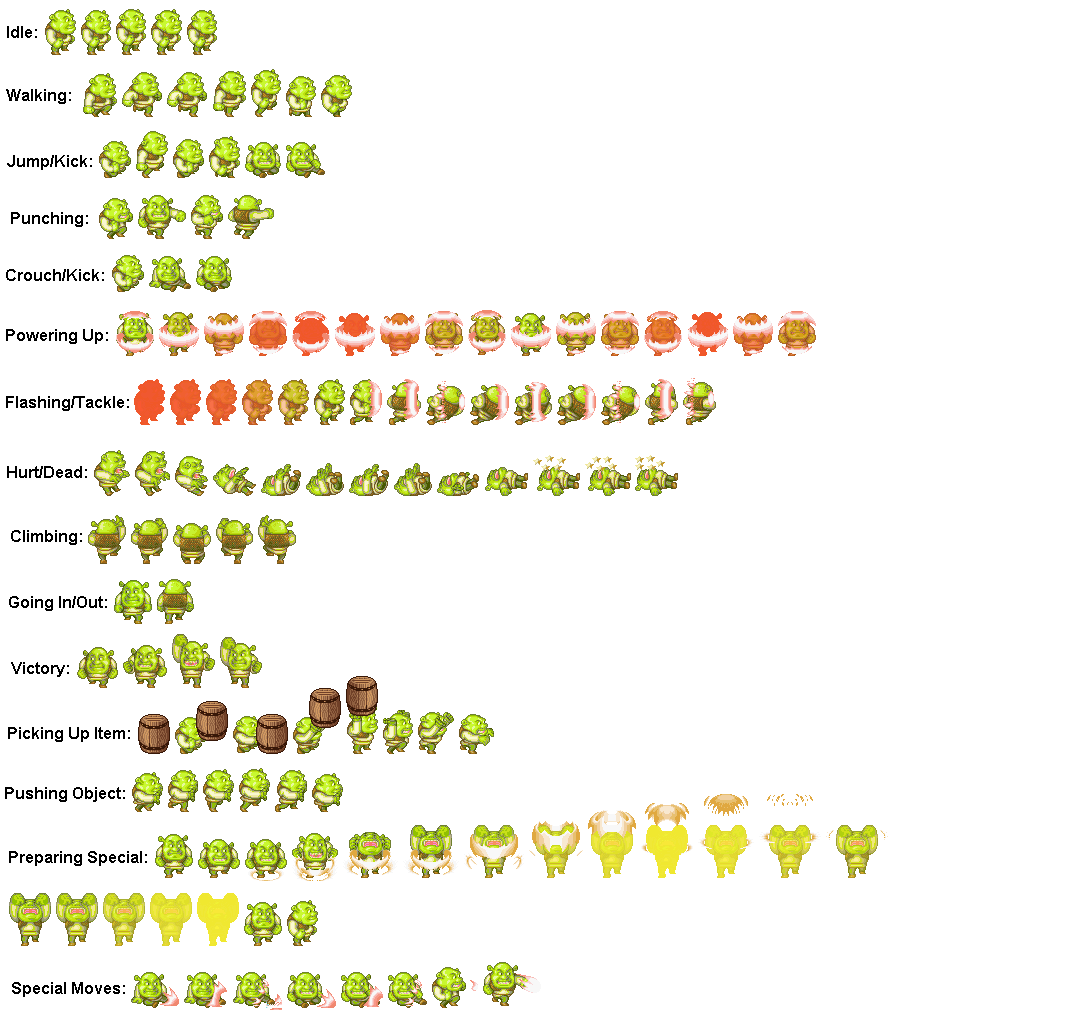 Idle:
Walking:
Jump/Kick:
Punching:
Crouch/Kick:
Powering Up:
Flashing/Tackle:
Hurt/Dead:
Climbing:
Going In/Out:
Victory:
Picking Up Item:
Pushing Object:
Preparing Special:
Special Moves: